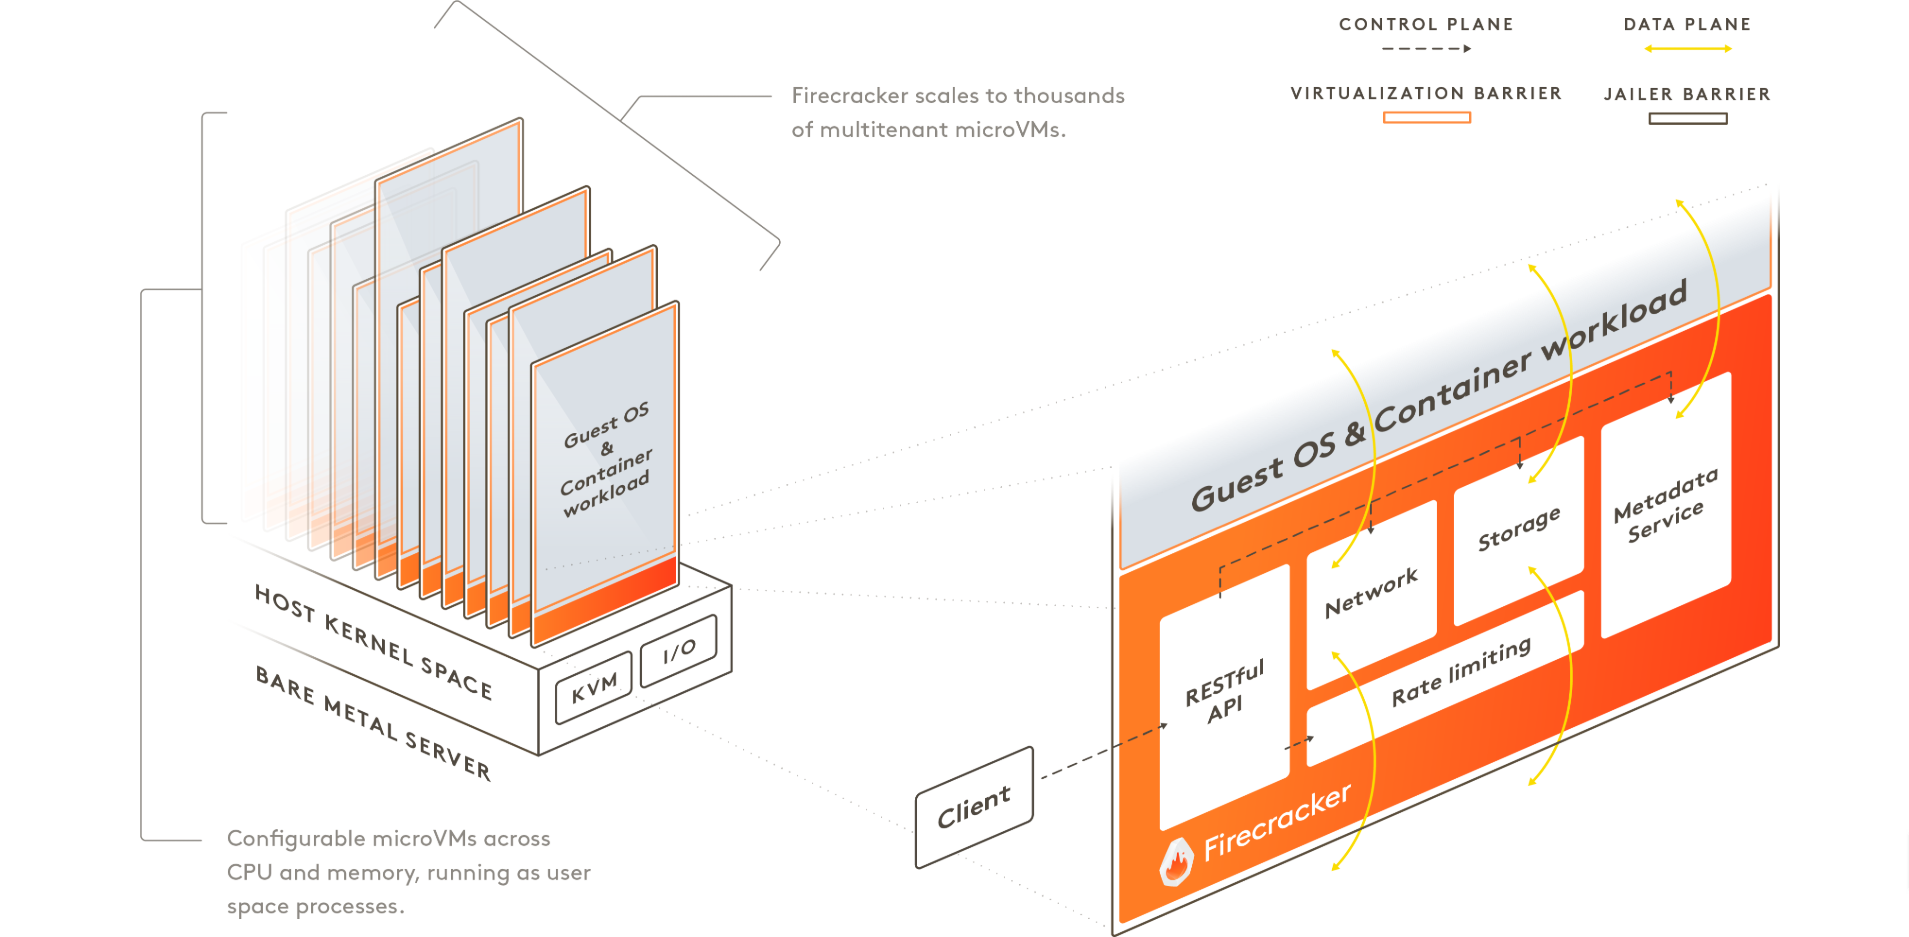 CONTROL PLANE
DATA PLANE
VIRTUALIZATION BARRIER
JAILER BARRIER
Firecracker scales to thousands
of multitenant microVMs.
Guest OS
&
Container
workload
HOST KERNEL SPACE
BARE METAL SERVER
KVM
I/O
Configurable microVMs across
CPU and memory, running as user
space processes.
Client
Guest OS & Container workload
RESTful
API
Network
Storage
Metadata
Service
Rate limiting
Firecracker